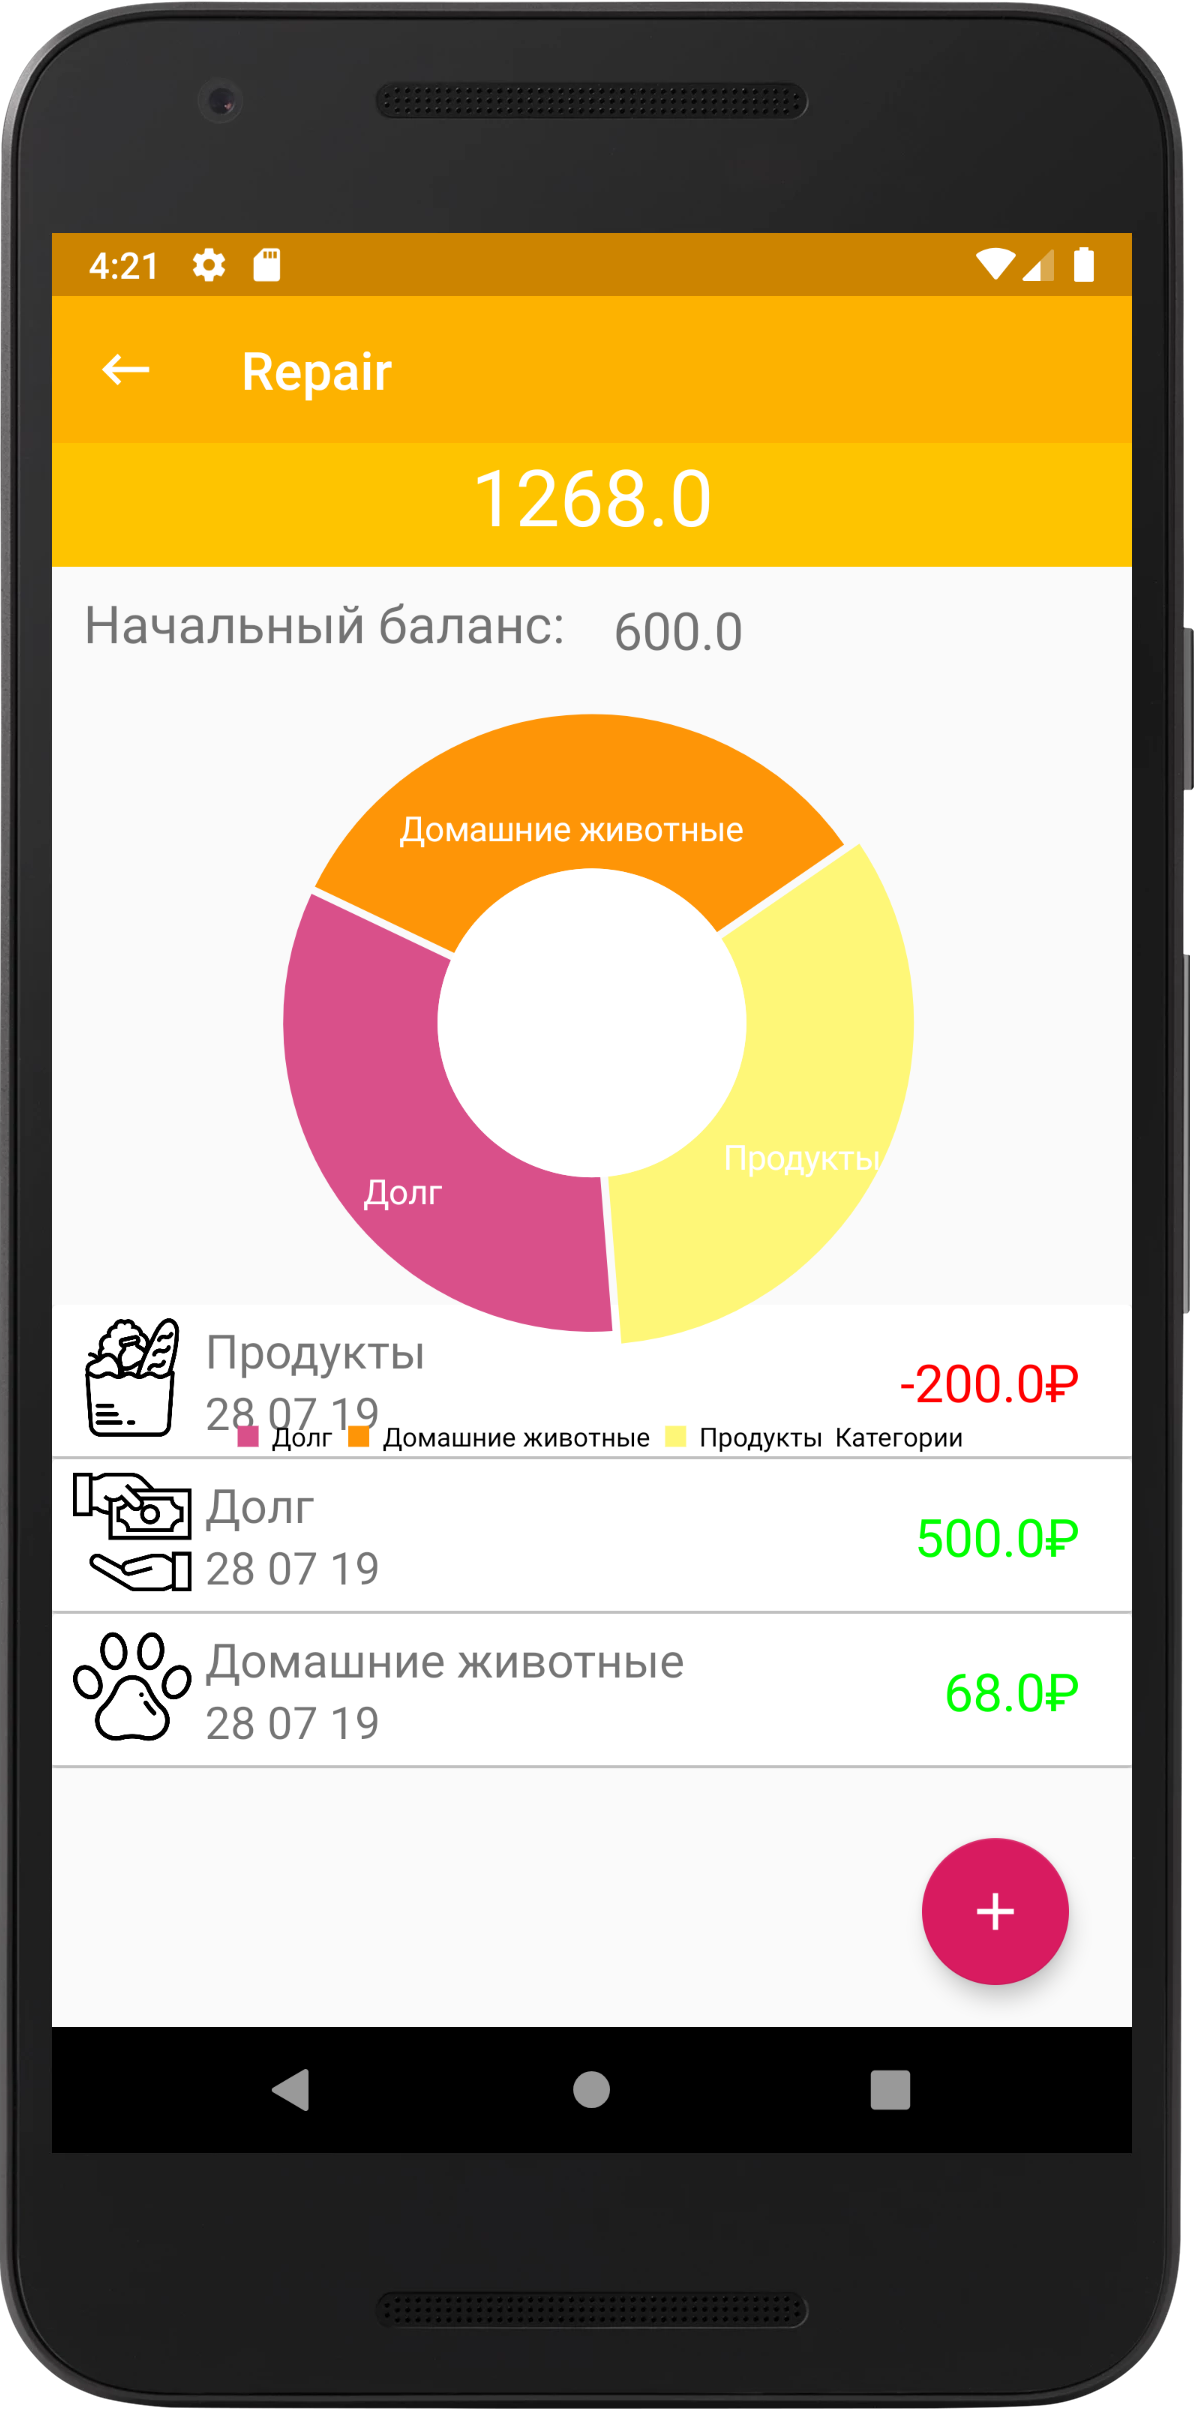 4:21
Repair
1268.0
Начальный баланс: 600.0
Домашние животные
Продукты
Долг
Продукты
-200.0₽
28 07 19
Долг Домашние животные Продукты Категории
Долг
500.0₽
28 07 19
Домашние животные
68.0₽
28 07 19